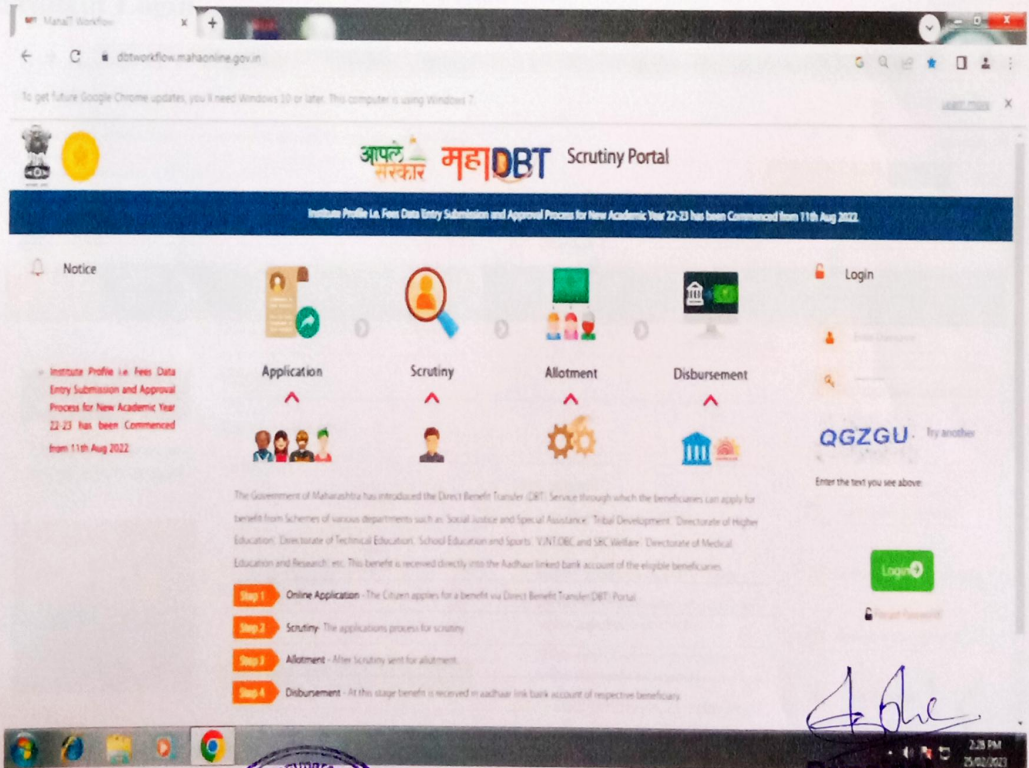 MahaIT Workflow
dbtworkflow.mahaonline.gov.in
To get future Google Chrome updates, you'll need Windows 10 or later. This computer is using Windows 7.
Learn more
आपले सरकार
महाDBT Scrutiny Portal
Institute Profile i.e. Fees Data Entry Submission and Approval Process for New Academic Year 22-23 has been Commenced from 11th Aug 2022.
Notice
Institute Profile i.e. Fees Data
Entry Submission and Approval
Process for New Academic Year
22-23 has been Commenced
from 11th Aug 2022
Application
Scrutiny
Allotment
Disbursement
The Government of Maharashtra has introduced the Direct Benefit Transfer (DBT) Service through which the beneficiaries can apply for
benefit from Schemes of various departments such as 'Social Justice and Special Assistance', 'Tribal Development', 'Directorate of Higher
Education', 'Directorate of Technical Education', 'School Education and Sports', 'VJNT,OBC and SBC Welfare', 'Directorate of Medical
Education and Research', etc. This benefit is received directly into the Aadhaar linked bank account of the eligible beneficiaries.
Step 1 Online Application - The Citizen applies for a benefit via Direct Benefit Transfer(DBT) Portal.
Step 2 Scrutiny- The applications process for scrutiny.
Step 3 Allotment - After Scrutiny sent for allotment.
Step 4 Disbursement - At this stage benefit is received in aadhaar link bank account of respective beneficiary.
Login
Enter Username
QGZGU
Try another
Enter the text you see above:
Login
Forgot Password?
2:28 PM
25/02/2023